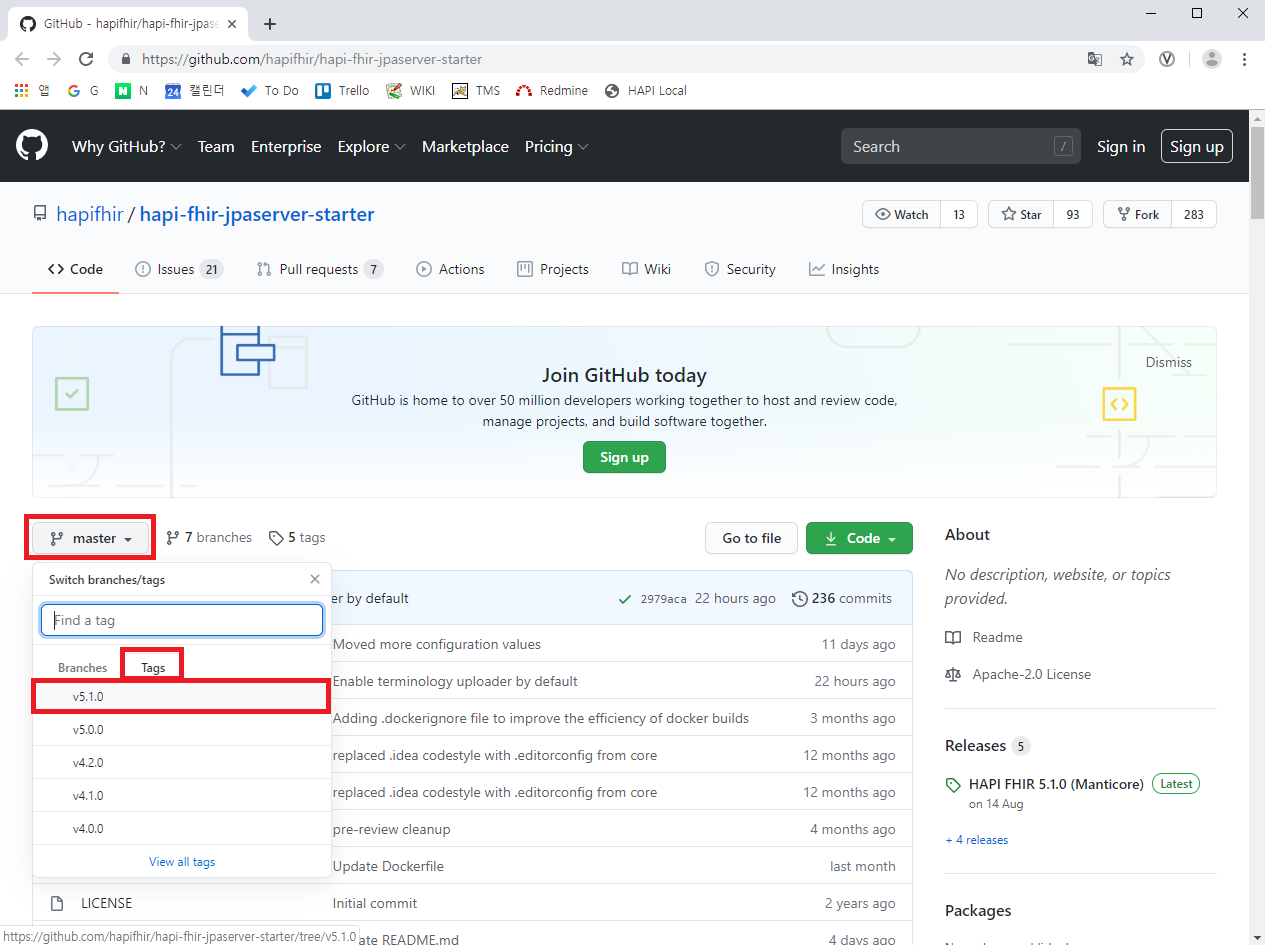 GitHub - hapifhir/hapi-fhir-jpase
https://github.com/hapifhir/hapi-fhir-jpaserver-starter
앱 G N 캘린더 To Do Trello WIKI TMS Redmine HAPI Local
Why GitHub? Team Enterprise Explore Marketplace Pricing Search / Sign in Sign up
hapifhir / hapi-fhir-jpaserver-starter Watch 13 Star 93 Fork 283
Code Issues 21 Pull requests 7 Actions Projects Wiki Security Insights
Dismiss
Join GitHub today
GitHub is home to over 50 million developers working together to host and review code,
manage projects, and build software together.
Sign up
master 7 branches 5 tags Go to file Code
Switch branches/tags
Find a tag
Branches Tags
v5.1.0
v5.0.0
v4.2.0
v4.1.0
v4.0.0
View all tags
er by default 2979aca 22 hours ago 236 commits
Moved more configuration values 11 days ago
Enable terminology uploader by default 22 hours ago
Adding .dockerignore file to improve the efficiency of docker builds 3 months ago
replaced .idea codestyle with .editorconfig from core 12 months ago
replaced .idea codestyle with .editorconfig from core 12 months ago
pre-review cleanup 4 months ago
Update Dockerfile last month
LICENSE Initial commit 2 years ago
ate README.md 4 days ago
About
No description, website, or topics
provided.
Readme
Apache-2.0 License
Releases 5
HAPI FHIR 5.1.0 (Manticore) Latest
on 14 Aug
+ 4 releases
Packages
https://github.com/hapifhir/hapi-fhir-jpaserver-starter/tree/v5.1.0